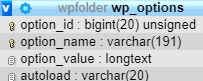 wpfolder wp_options
option_id : bigint(20) unsigned
option_name : varchar(191)
option_value : longtext
autoload : varchar(20)